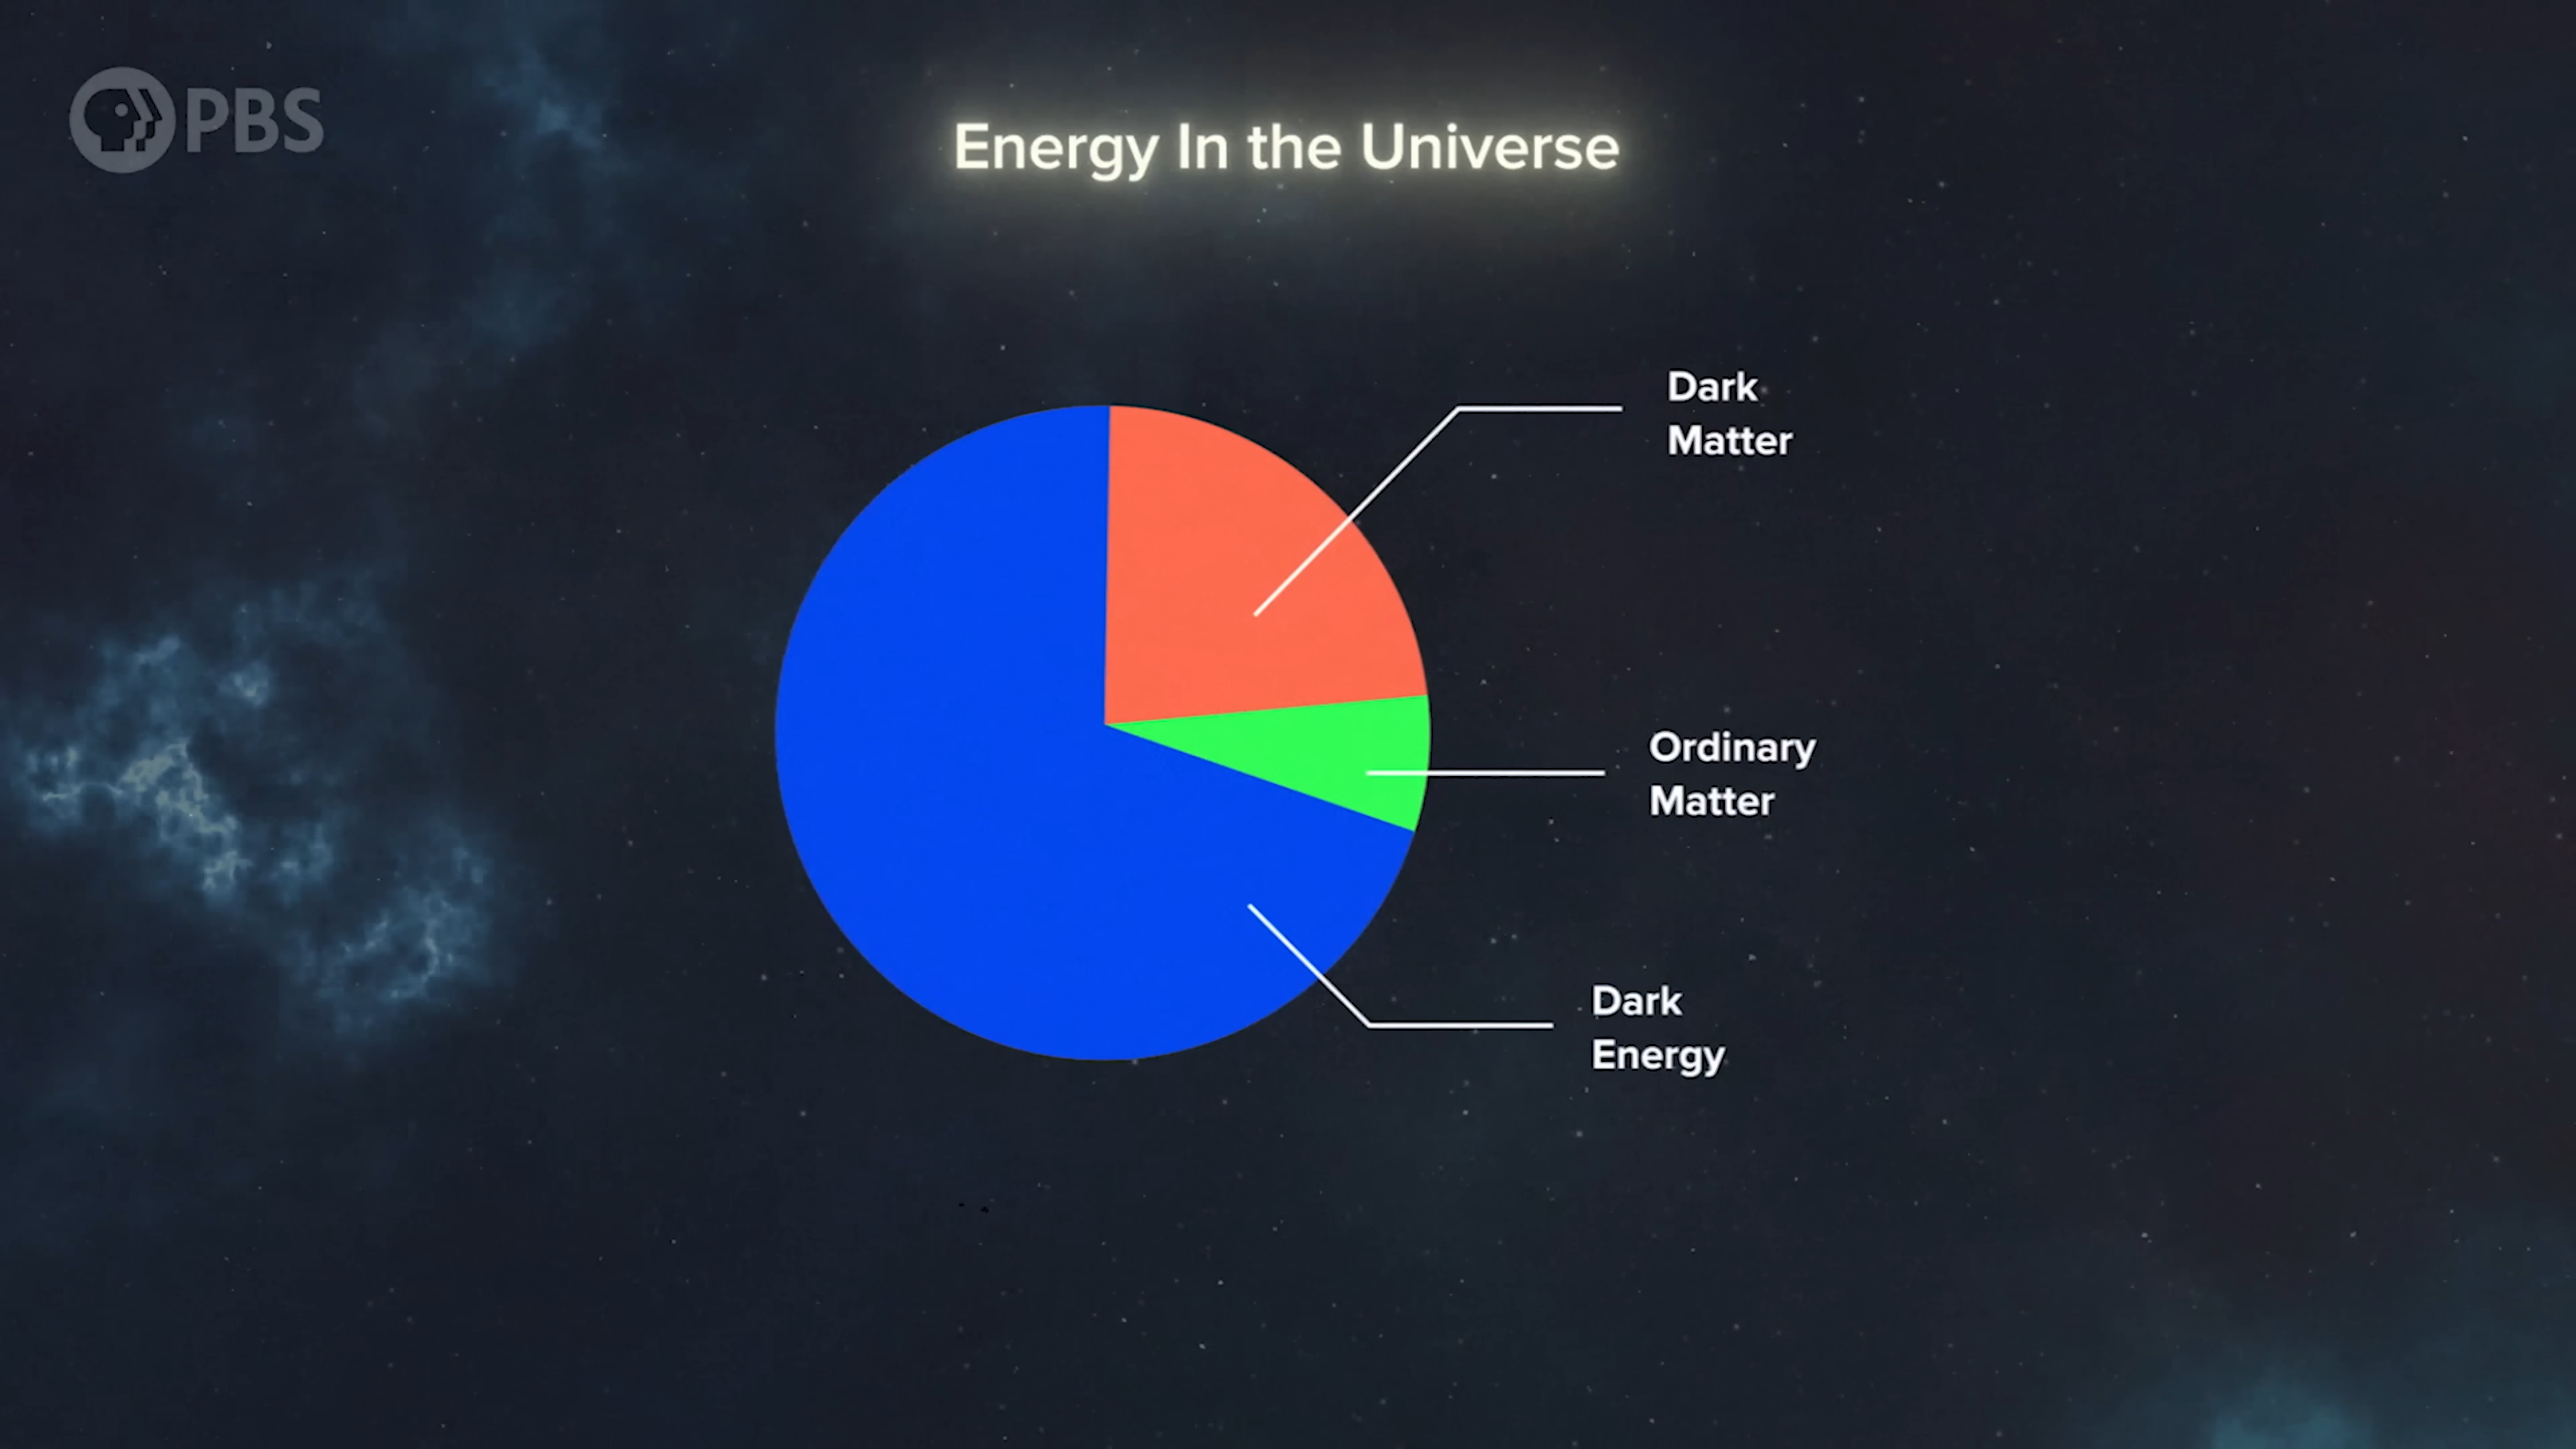 PBS
Energy In the Universe
Dark
Matter
Ordinary
Matter
Dark
Energy